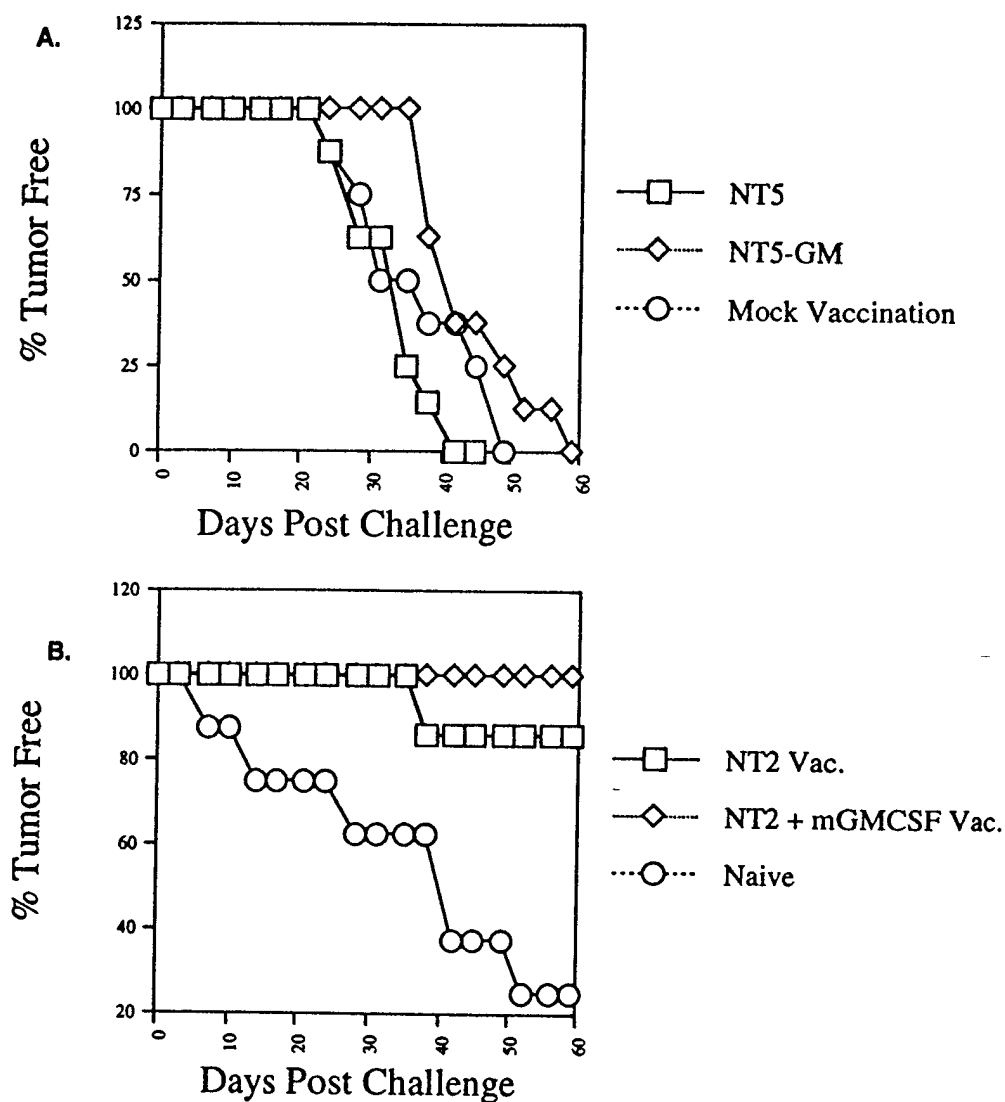 A.
125
100
75
50
25
0
% Tumor Free
0 10 20 30 40 50 60
Days Post Challenge
NT5
NT5-GM
Mock Vaccination
B.
120
100
80
60
40
20
% Tumor Free
0 10 20 30 40 50 60
Days Post Challenge
NT2 Vac.
NT2 + mGMCSF Vac.
Naive